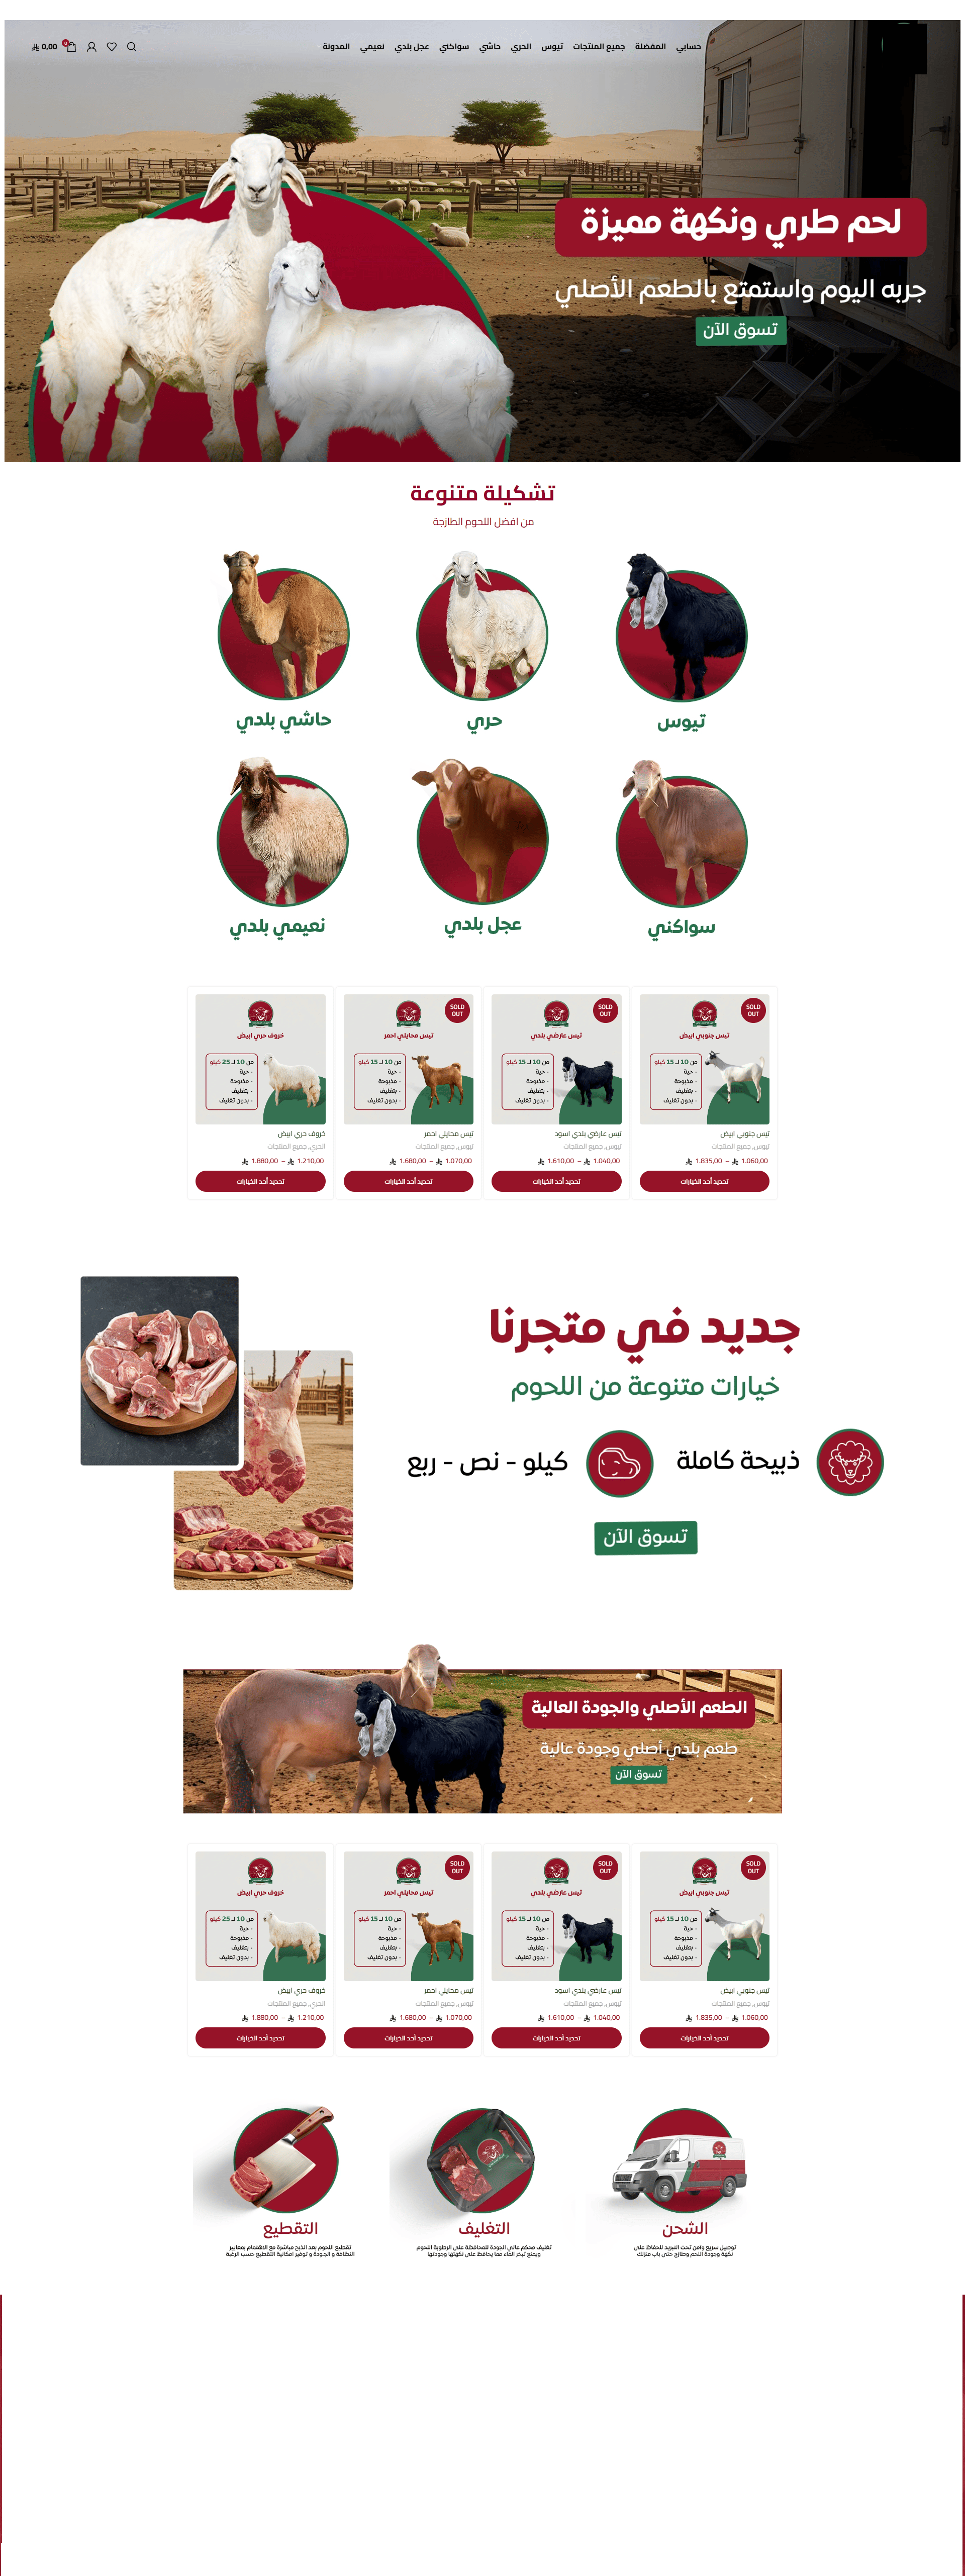 حسابي
المفضلة
جميع المنتجات
تيوس
الحري
حاشي
سواكني
عجل بلدي
نعيمي
المدونة
0
0,00
لحم طري ونكهة مميزة
جربه اليوم واستمتع بالطعم الأصلي
تسوق الآن
تشكيلة متنوعة
من افضل اللحوم الطازجة
تيوس
حري
حاشي بلدي
سواكني
عجل بلدي
نعيمي بلدي
SOLD
OUT
تيس جنوبي ابيض
من 10 لـ 15 كيلو
- حية
- مذبوحة
- بتغليف
- بدون تغليف
تيس جنوبي ابيض
تيوس, جميع المنتجات
1.060,00 – 1.835,00
تحديد أحد الخيارات
SOLD
OUT
تيس عارضي بلدي
من 10 لـ 15 كيلو
- حية
- مذبوحة
- بتغليف
- بدون تغليف
تيس عارضي بلدي اسود
تيوس, جميع المنتجات
1.040,00 – 1.610,00
تحديد أحد الخيارات
SOLD
OUT
تيس محايلي احمر
من 10 لـ 15 كيلو
- حية
- مذبوحة
- بتغليف
- بدون تغليف
تيس محايلي احمر
تيوس, جميع المنتجات
1.070,00 – 1.680,00
تحديد أحد الخيارات
خروف حري ابيض
من 10 لـ 25 كيلو
- حية
- مذبوحة
- بتغليف
- بدون تغليف
خروف حري ابيض
الحري, جميع المنتجات
1.210,00 – 1.880,00
تحديد أحد الخيارات
جديد في متجرنا
خيارات متنوعة من اللحوم
ذبيحة كاملة
كيلو - نص - ربع
تسوق الآن
الطعم الأصلي والجودة العالية
طعم بلدي أصلي وجودة عالية
تسوق الآن
SOLD
OUT
تيس جنوبي ابيض
من 10 لـ 15 كيلو
- حية
- مذبوحة
- بتغليف
- بدون تغليف
تيس جنوبي ابيض
تيوس, جميع المنتجات
1.060,00 – 1.835,00
تحديد أحد الخيارات
SOLD
OUT
تيس عارضي بلدي
من 10 لـ 15 كيلو
- حية
- مذبوحة
- بتغليف
- بدون تغليف
تيس عارضي بلدي اسود
تيوس, جميع المنتجات
1.040,00 – 1.610,00
تحديد أحد الخيارات
SOLD
OUT
تيس محايلي احمر
من 10 لـ 15 كيلو
- حية
- مذبوحة
- بتغليف
- بدون تغليف
تيس محايلي احمر
تيوس, جميع المنتجات
1.070,00 – 1.680,00
تحديد أحد الخيارات
خروف حري ابيض
من 10 لـ 25 كيلو
- حية
- مذبوحة
- بتغليف
- بدون تغليف
خروف حري ابيض
الحري, جميع المنتجات
1.210,00 – 1.880,00
تحديد أحد الخيارات
الشحن
توصيل سريع وآمن تحت التبريد للحفاظ على
نكهة وجودة اللحم وطازج حتى باب منزلك
التغليف
تغليف محكم عالي الجودة للمحافظة على الرطوبة اللحوم
ويمنع تبخر الماء مما يحافظ على نكهتها وجودتها
التقطيع
تقطيع اللحوم بعد الذبح مباشرة مع الاهتمام بمعايير
النظافة و الجودة و توفير امكانية التقطيع حسب الرغبة